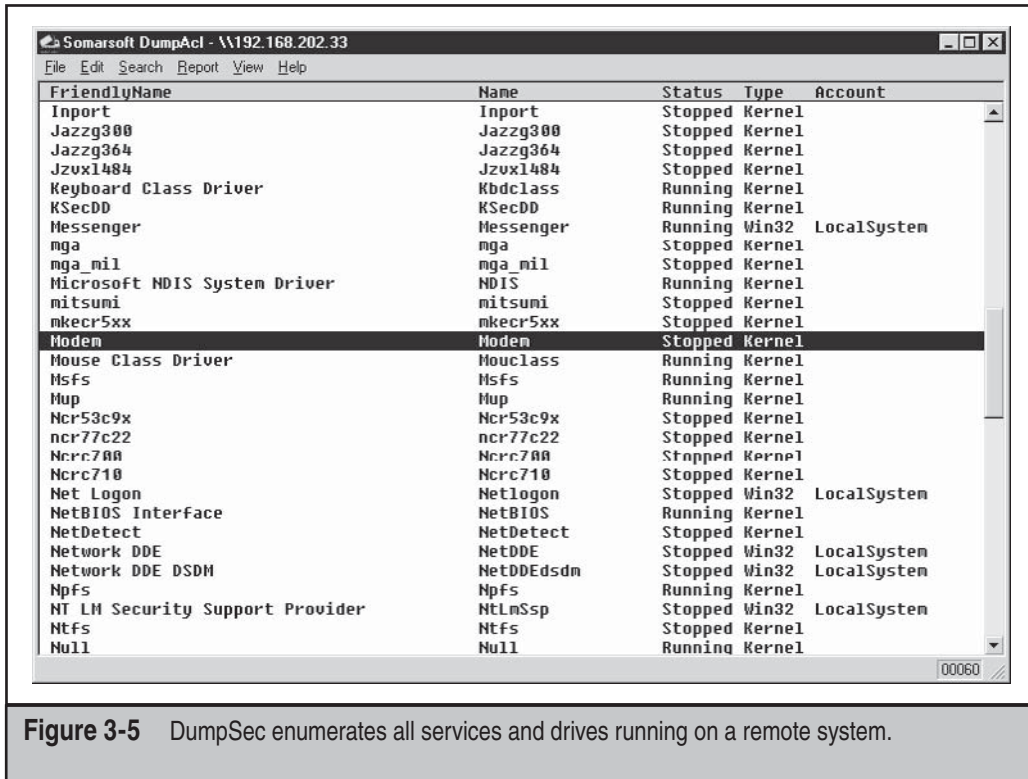 Somarsoft DumpAcl - \\192.168.202.33
File Edit Search Report View Help
FriendlyName Name Status Type Account
Inport Inport Stopped Kernel
Jazzg300 Jazzg300 Stopped Kernel
Jazzg364 Jazzg364 Stopped Kernel
Jzvxl484 Jzvxl484 Stopped Kernel
Keyboard Class Driver Kbdclass Running Kernel
KSecDD KSecDD Running Kernel
Messenger Messenger Running Win32 LocalSystem
mga mga Stopped Kernel
mga_mil mga_mil Stopped Kernel
Microsoft NDIS System Driver NDIS Running Kernel
mitsumi mitsumi Stopped Kernel
mkecr5xx mkecr5xx Stopped Kernel
Modem Modem Stopped Kernel
Mouse Class Driver Mouclass Running Kernel
Msfs Msfs Running Kernel
Mup Mup Running Kernel
Ncr53c9x Ncr53c9x Stopped Kernel
ncr77c22 ncr77c22 Stopped Kernel
Ncrc700 Ncrc700 Stopped Kernel
Ncrc710 Ncrc710 Stopped Kernel
Net Logon Netlogon Stopped Win32 LocalSystem
NetBIOS Interface NetBIOS Running Kernel
NetDetect NetDetect Stopped Kernel
Network DDE NetDDE Stopped Win32 LocalSystem
Network DDE DSDM NetDDEdsdm Stopped Win32 LocalSystem
Npfs Npfs Running Kernel
NT LM Security Support Provider NtLmSsp Stopped Win32 LocalSystem
Ntfs Ntfs Stopped Kernel
Null Null Running Kernel
00060
Figure 3-5 DumpSec enumerates all services and drives running on a remote system.